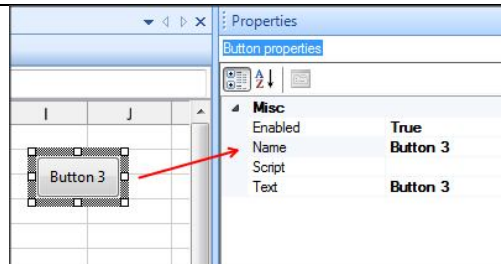 Properties
Button properties
A
Z
Misc
Enabled True
Name Button 3
Script
Text Button 3
I J
Button 3